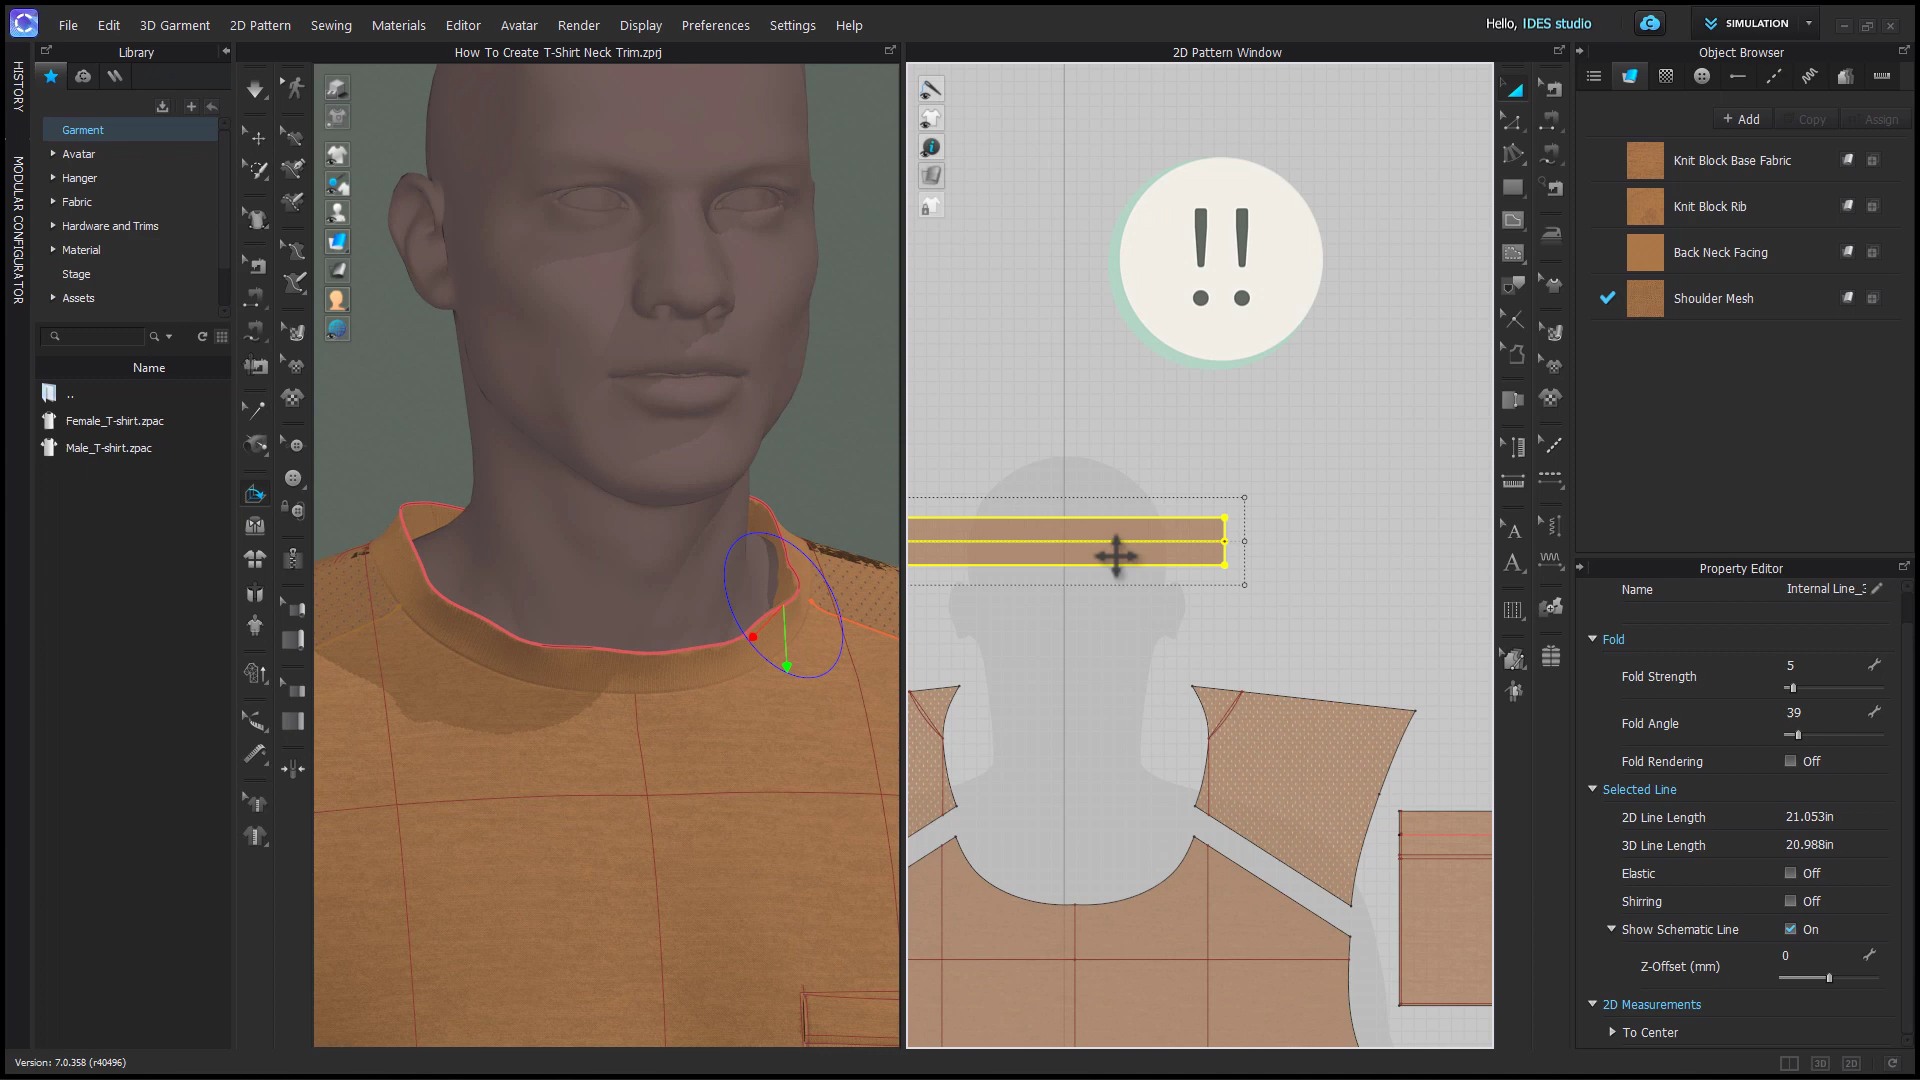 File Edit 3D Garment 2D Pattern Sewing Materials Editor Avatar Render Display Preferences Settings Help
Hello, IDES studio
SIMULATION
HISTORY
MODULAR CONFIGURATOR
Library
Garment
Avatar
Hanger
Fabric
Hardware and Trims
Material
Stage
Assets
Name
..
Female_T-shirt.zpac
Male_T-shirt.zpac
How To Create T-Shirt Neck Trim.zprj
2D Pattern Window
!!
Object Browser
+ Add Copy Assign
Knit Block Base Fabric
Knit Block Rib
Back Neck Facing
Shoulder Mesh
Property Editor
Name Internal Line_3
Fold
Fold Strength 5
Fold Angle 39
Fold Rendering Off
Selected Line
2D Line Length 21.053in
3D Line Length 20.988in
Elastic Off
Shirring Off
Show Schematic Line On
Z-Offset (mm) 0
2D Measurements
To Center
Version: 7.0.358 (r40496)
3D 2D